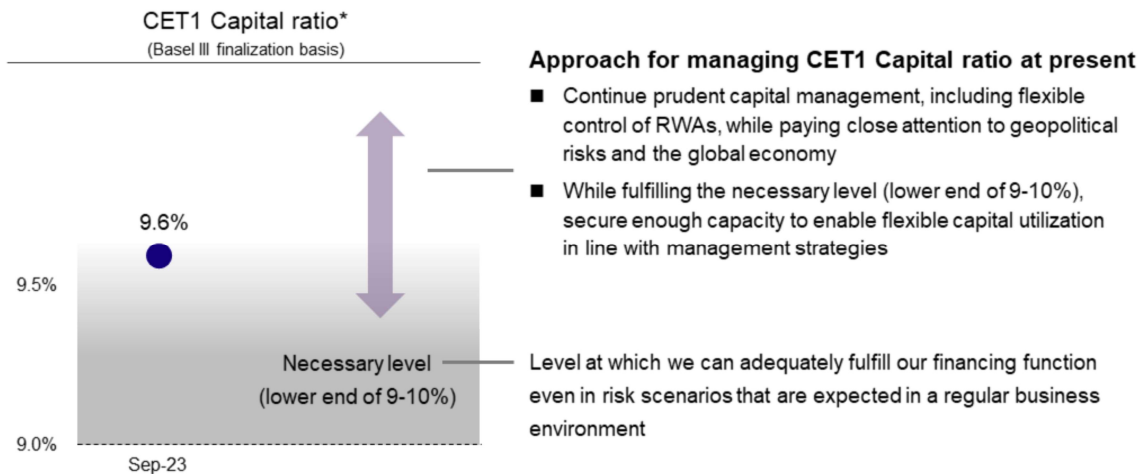 CET1 Capital ratio*
(Basel III finalization basis)
9.6%
9.5%
Necessary level
(lower end of 9-10%)
9.0%
Sep-23
Approach for managing CET1 Capital ratio at present
■ Continue prudent capital management, including flexible
control of RWAs, while paying close attention to geopolitical
risks and the global economy
■ While fulfilling the necessary level (lower end of 9-10%),
secure enough capacity to enable flexible capital utilization
in line with management strategies
Level at which we can adequately fulfill our financing function
even in risk scenarios that are expected in a regular business
environment